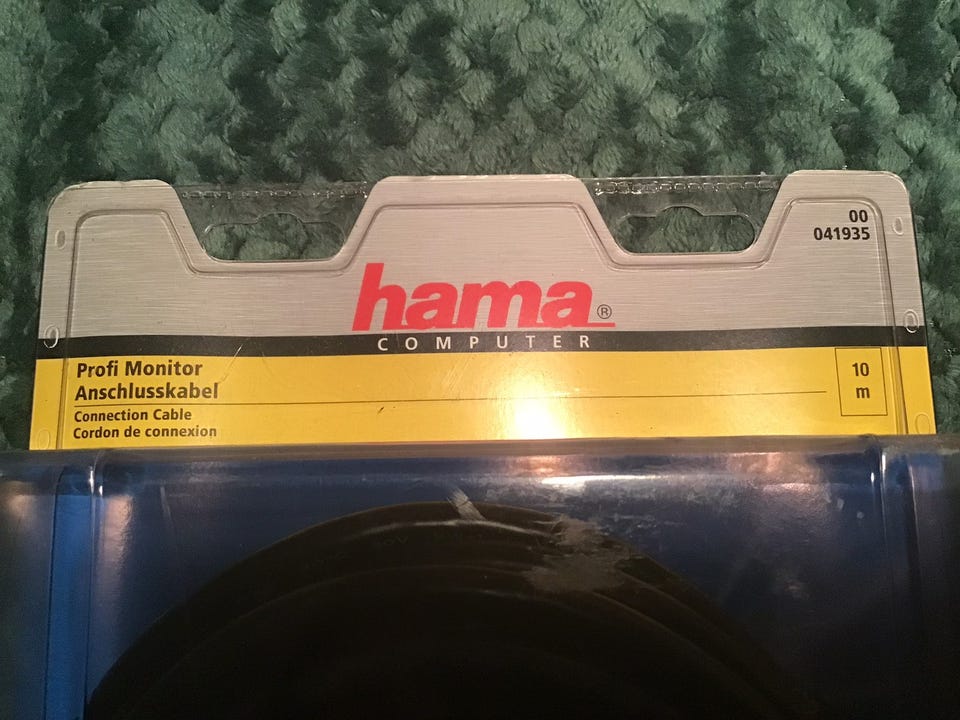 00
041935
hama®
COMPUTER
Profi Monitor
Anschlusskabel
Connection Cable
Cordon de connexion
10
m